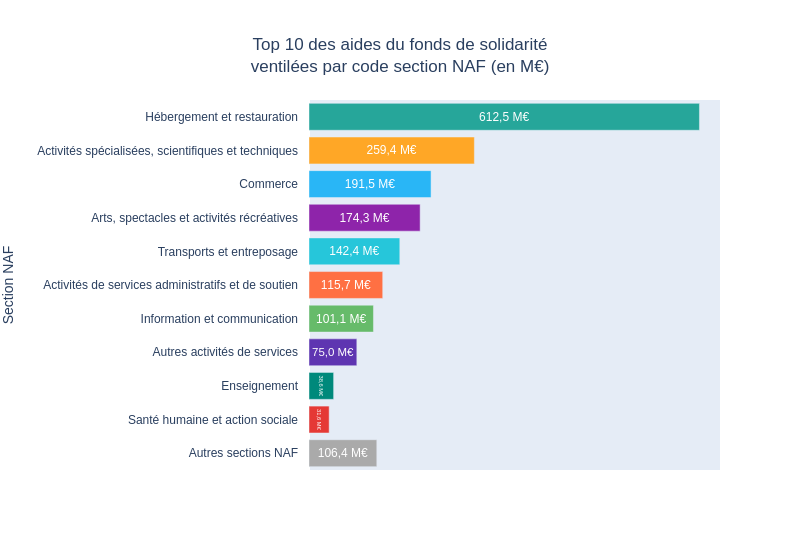 Top 10 des aides du fonds de solidarité
ventilées par code section NAF (en M€)
Section NAF
Hébergement et restauration
612,5 M€
Activités spécialisées, scientifiques et techniques
259,4 M€
Commerce
191,5 M€
Arts, spectacles et activités récréatives
174,3 M€
Transports et entreposage
142,4 M€
Activités de services administratifs et de soutien
115,7 M€
Information et communication
101,1 M€
Autres activités de services
75,0 M€
Enseignement
Santé humaine et action sociale
Autres sections NAF
106,4 M€